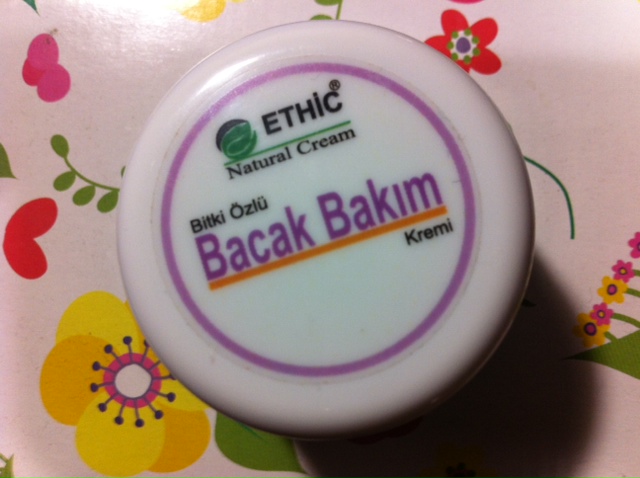 ETHİC®
Natural Cream
Bitki Özlü
Bacak Bakım
Kremi